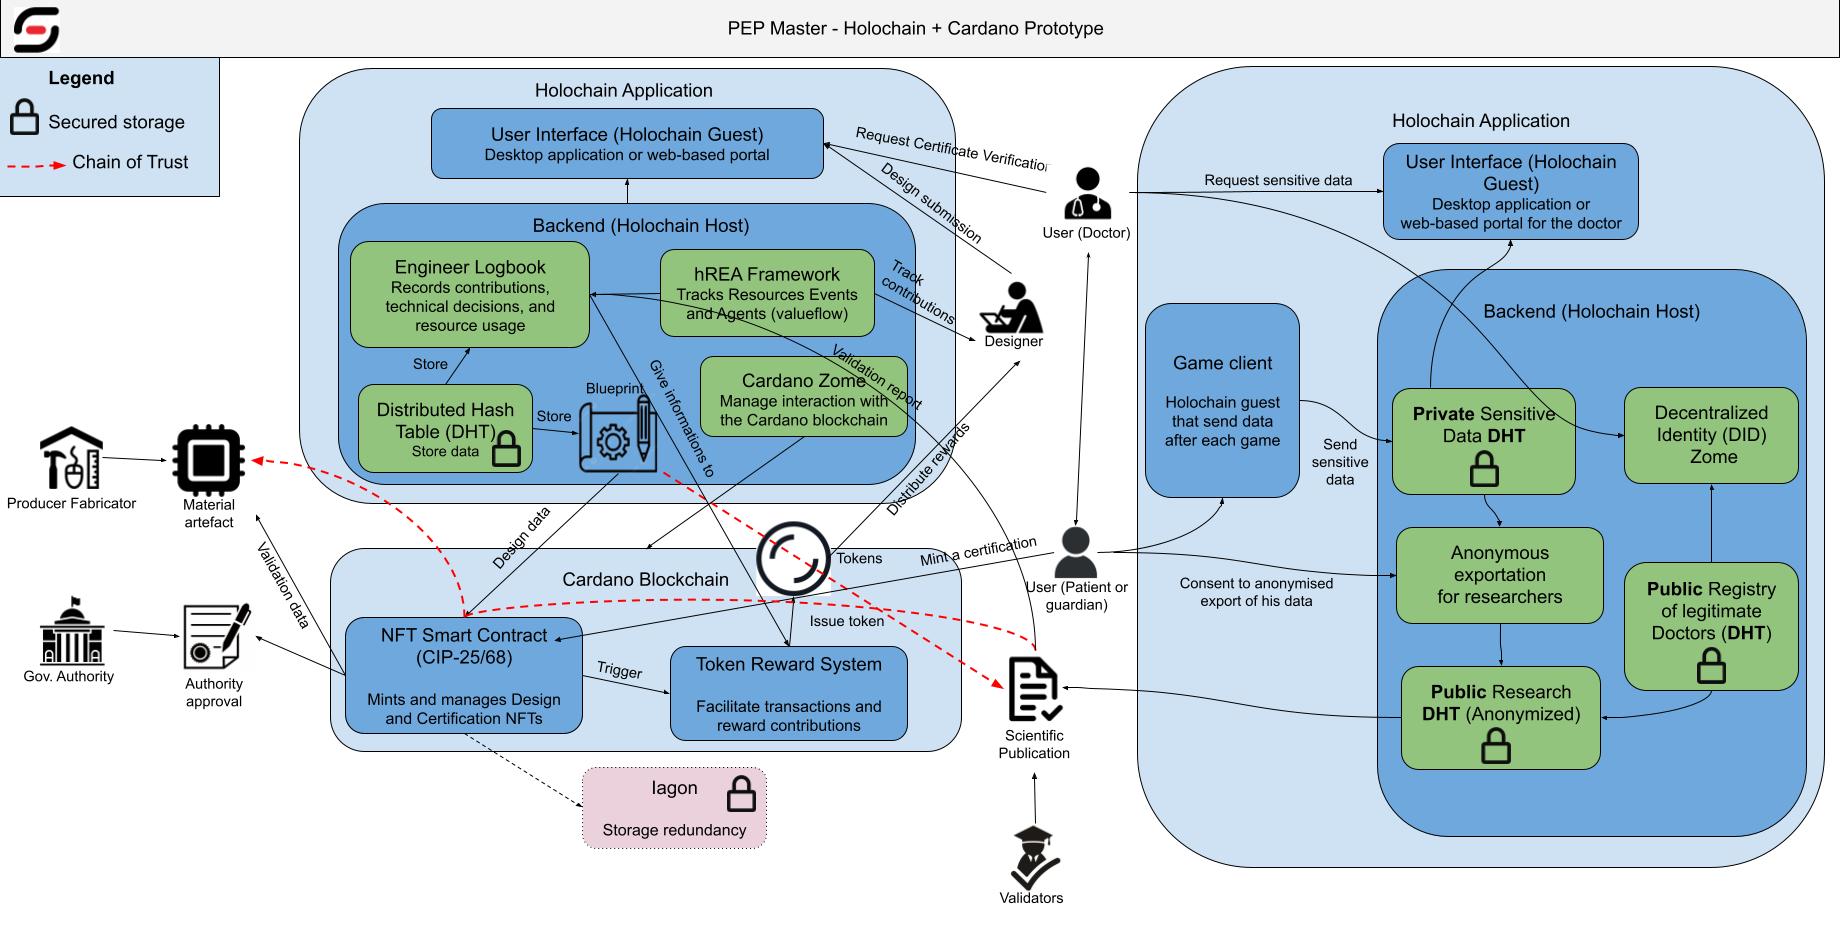 PEP Master - Holochain + Cardano Prototype
Legend
Secured storage
Chain of Trust
Holochain Application
User Interface (Holochain Guest)
Desktop application or web-based portal
Backend (Holochain Host)
Engineer Logbook
Records contributions,
technical decisions, and
resource usage
hREA Framework
Tracks Resources Events
and Agents (valueflow)
Store
Distributed Hash
Table (DHT)
Store data
Store
Blueprint
Give informations to
Cardano Zome
Manage interaction with
the Cardano blockchain
Validation report
Request Certificate Verification
Design submission
Track
contributions
Distribute rewards
User (Doctor)
Designer
Producer Fabricator
Material
artefact
Validation data
Gov. Authority
Authority
approval
Design data
Cardano Blockchain
Tokens
Mint a certification
Issue token
NFT Smart Contract
(CIP-25/68)
Mints and manages Design
and Certification NFTs
Trigger
Token Reward System
Facilitate transactions and
reward contributions
Iagon
Storage redundancy
User (Patient or
guardian)
Scientific
Publication
Validators
Holochain Application
Request sensitive data
User Interface (Holochain
Guest)
Desktop application or
web-based portal for the doctor
Backend (Holochain Host)
Game client
Holochain guest
that send data
after each game
Send
sensitive
data
Private Sensitive
Data DHT
Decentralized
Identity (DID)
Zome
Consent to anonymised
export of his data
Anonymous
exportation
for researchers
Public Registry
of legitimate
Doctors (DHT)
Public Research
DHT (Anonymized)